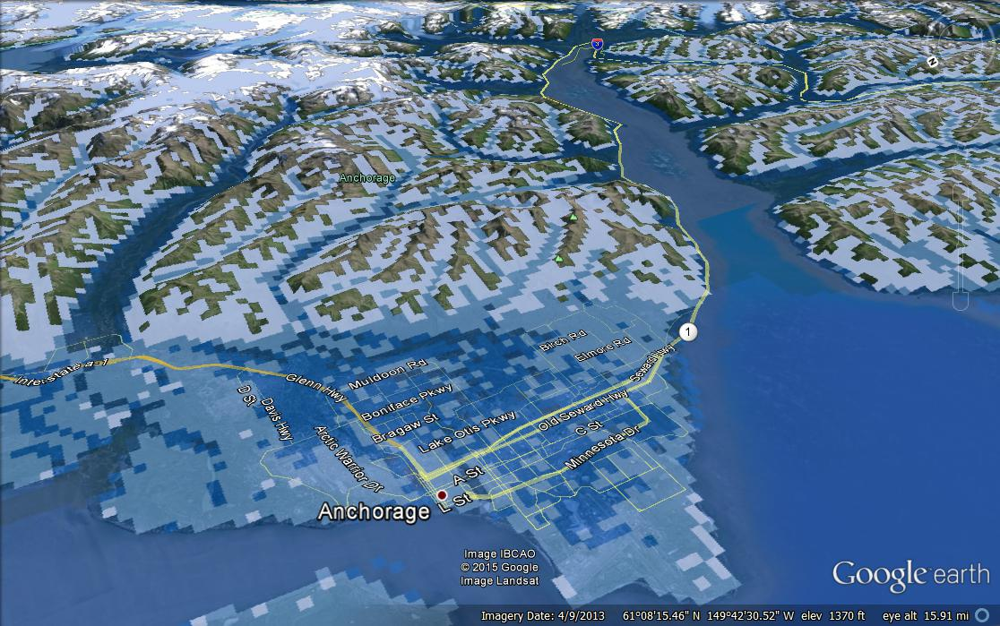 3
N
Anchorage
1
Birch Rd
Elmore Rd
Seward Hwy
Interstate a-1
Glenn Hwy
Muldoon Rd
Boniface Pkwy
Bragaw St
Lake Otis Pkwy
Old Seward Hwy
C St
Minnesota Dr
D St
Davis Hwy
Arctic Warrior Dr
A St
L St
Anchorage
Image IBCAO
© 2015 Google
Image Landsat
Google earth
Imagery Date: 4/9/2013 61°08'15.46" N 149°42'30.52" W elev 1370 ft eye alt 15.91 mi